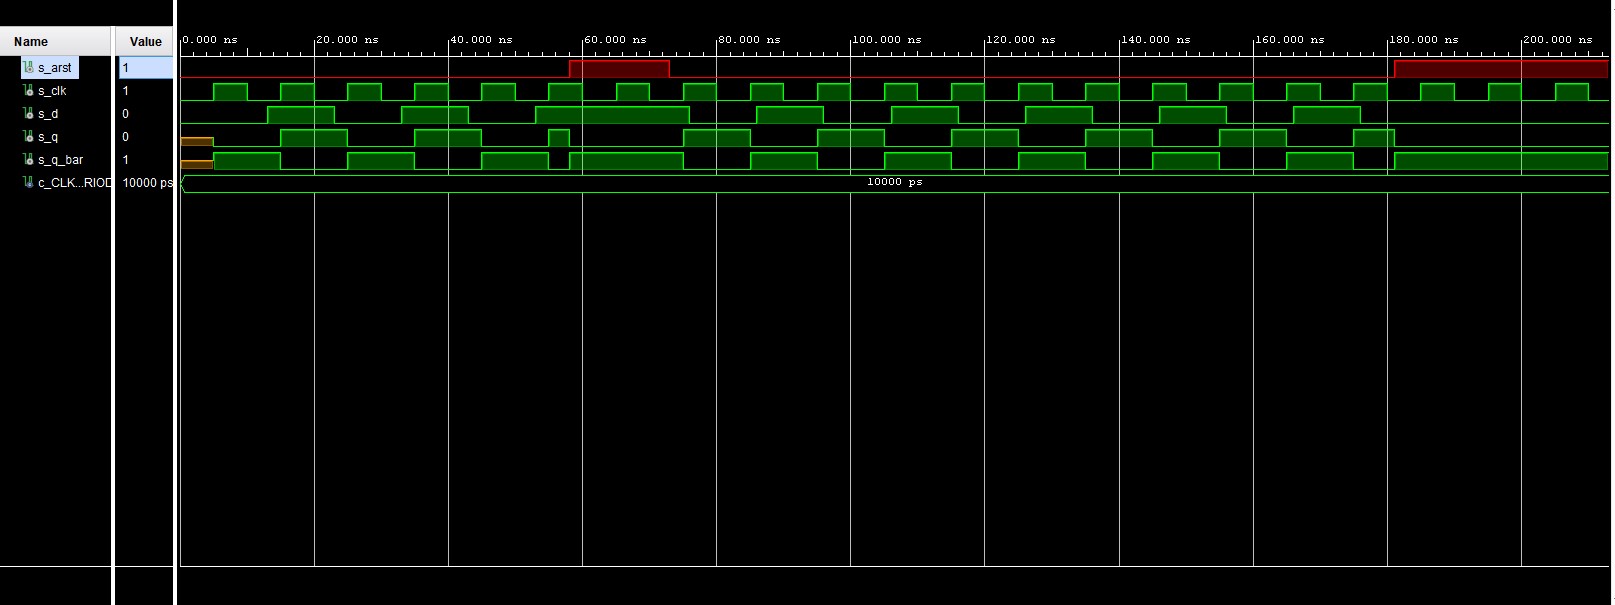 Name Value 0.000 ns 20.000 ns 40.000 ns 60.000 ns 80.000 ns 100.000 ns 120.000 ns 140.000 ns 160.000 ns 180.000 ns 200.000 ns
s_arst 1
s_clk 1
s_d 0
s_q 0
s_q_bar 1
c_CLK...RIOD 10000 ps 10000 ps